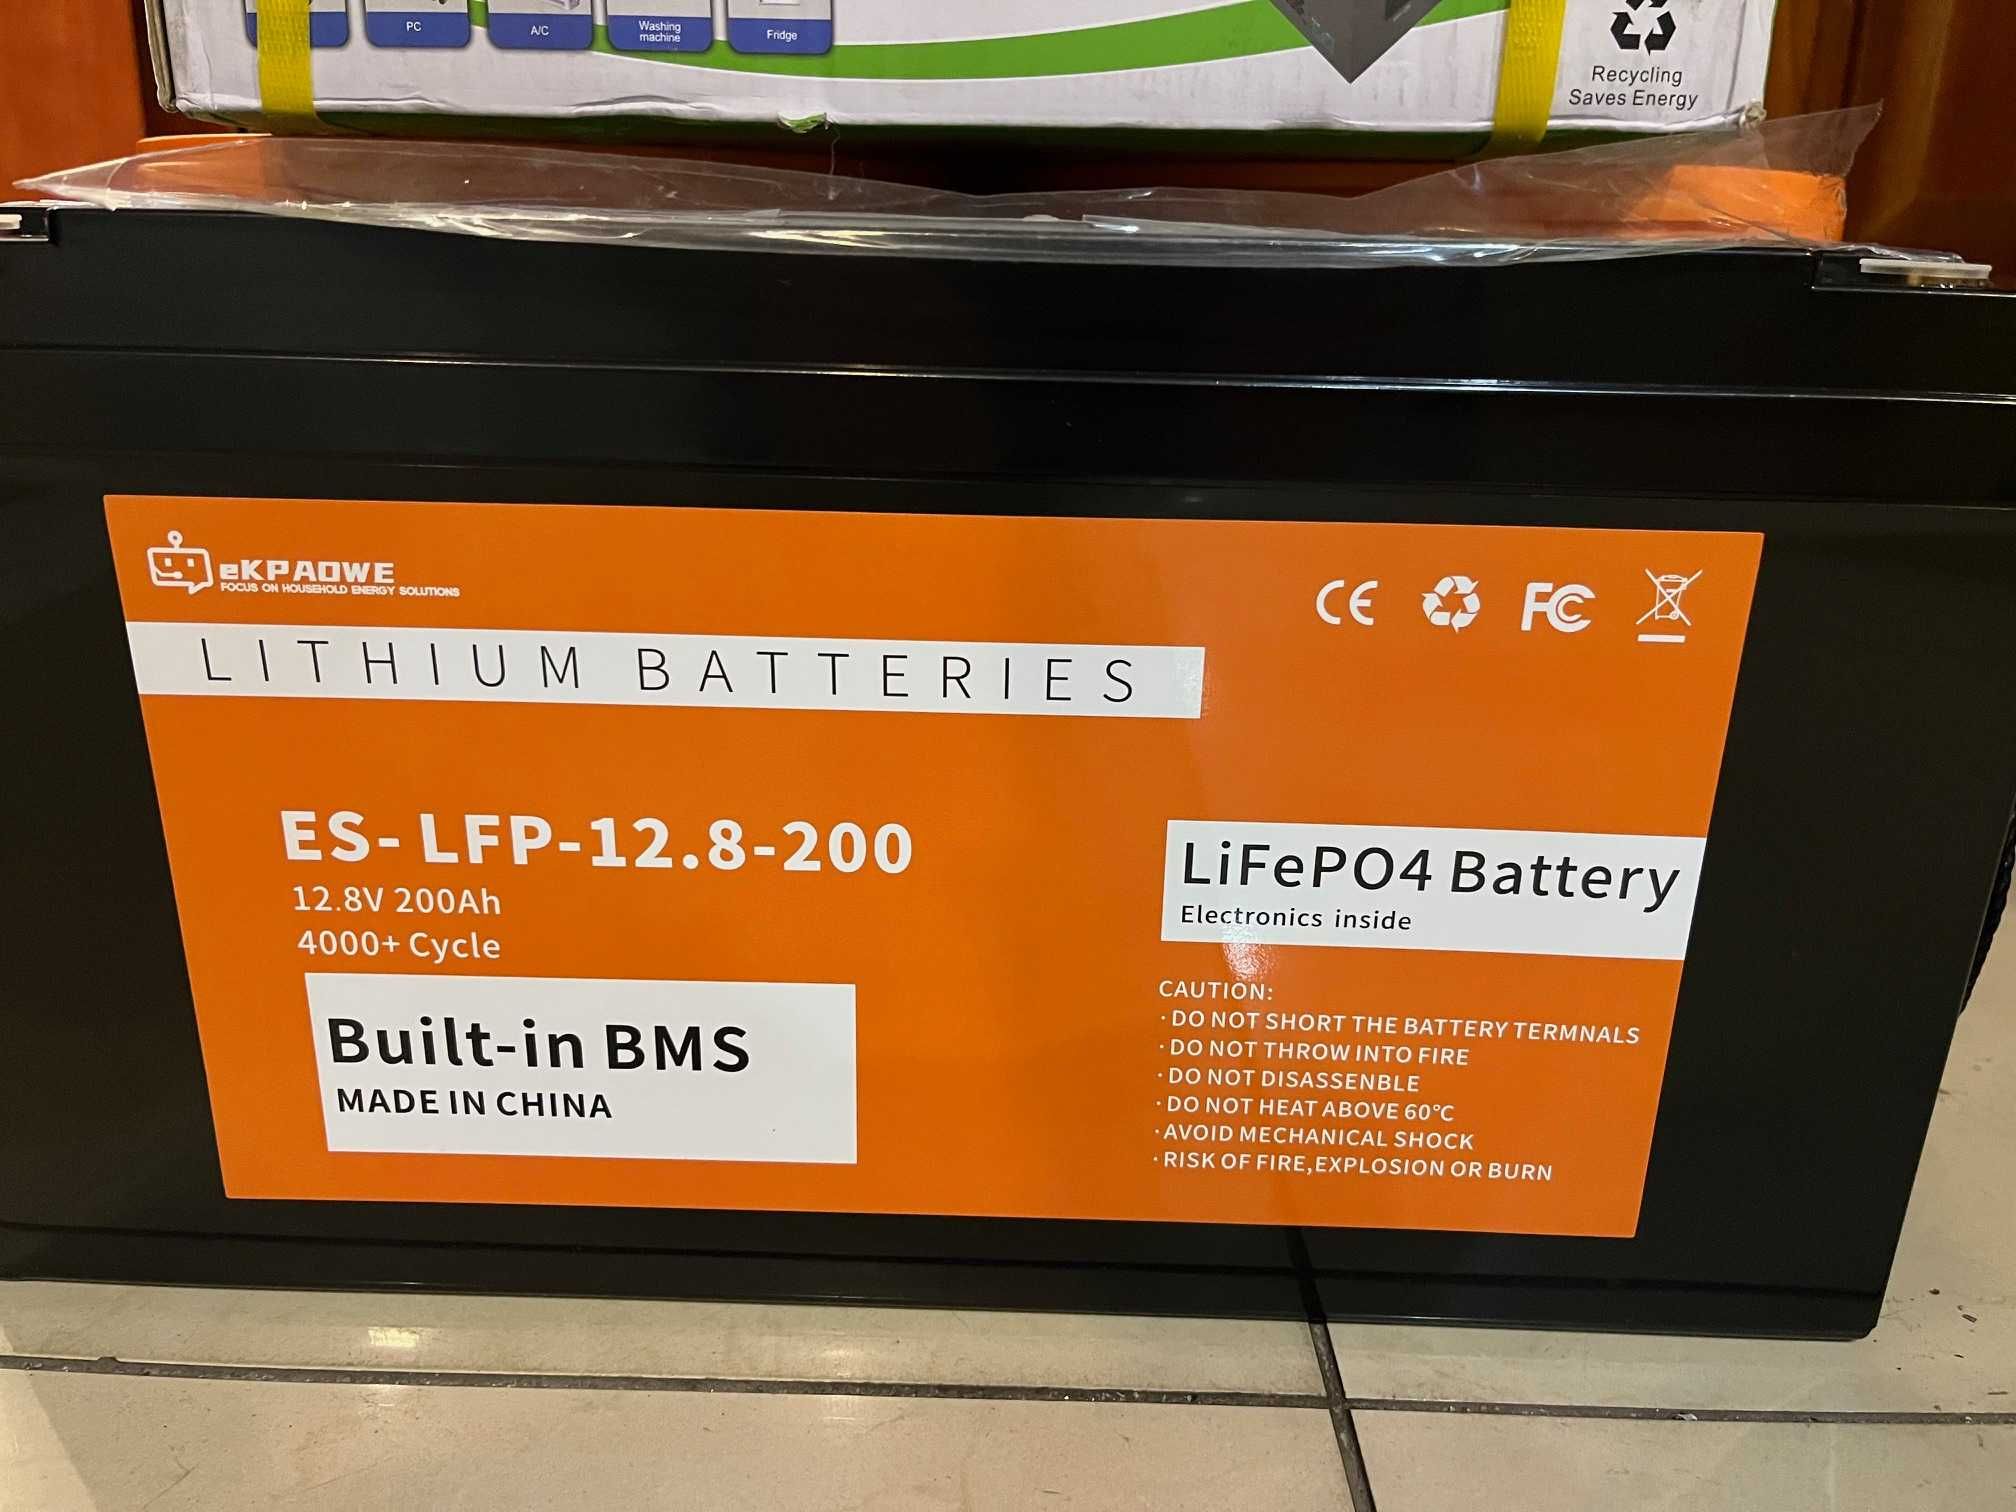 PC
A/C
Washing
machine
Fridge
Recycling
Saves Energy
eKPAOWE
FOCUS ON HOUSEHOLD ENERGY SOLUTIONS
CE
FC
LITHIUM BATTERIES
ES-LFP-12.8-200
12.8V 200Ah
4000+ Cycle
Built-in BMS
MADE IN CHINA
LiFePO4 Battery
Electronics inside
CAUTION:
·DO NOT SHORT THE BATTERY TERMNALS
·DO NOT THROW INTO FIRE
·DO NOT DISASSENBLE
·DO NOT HEAT ABOVE 60℃
·AVOID MECHANICAL SHOCK
·RISK OF FIRE,EXPLOSION OR BURN